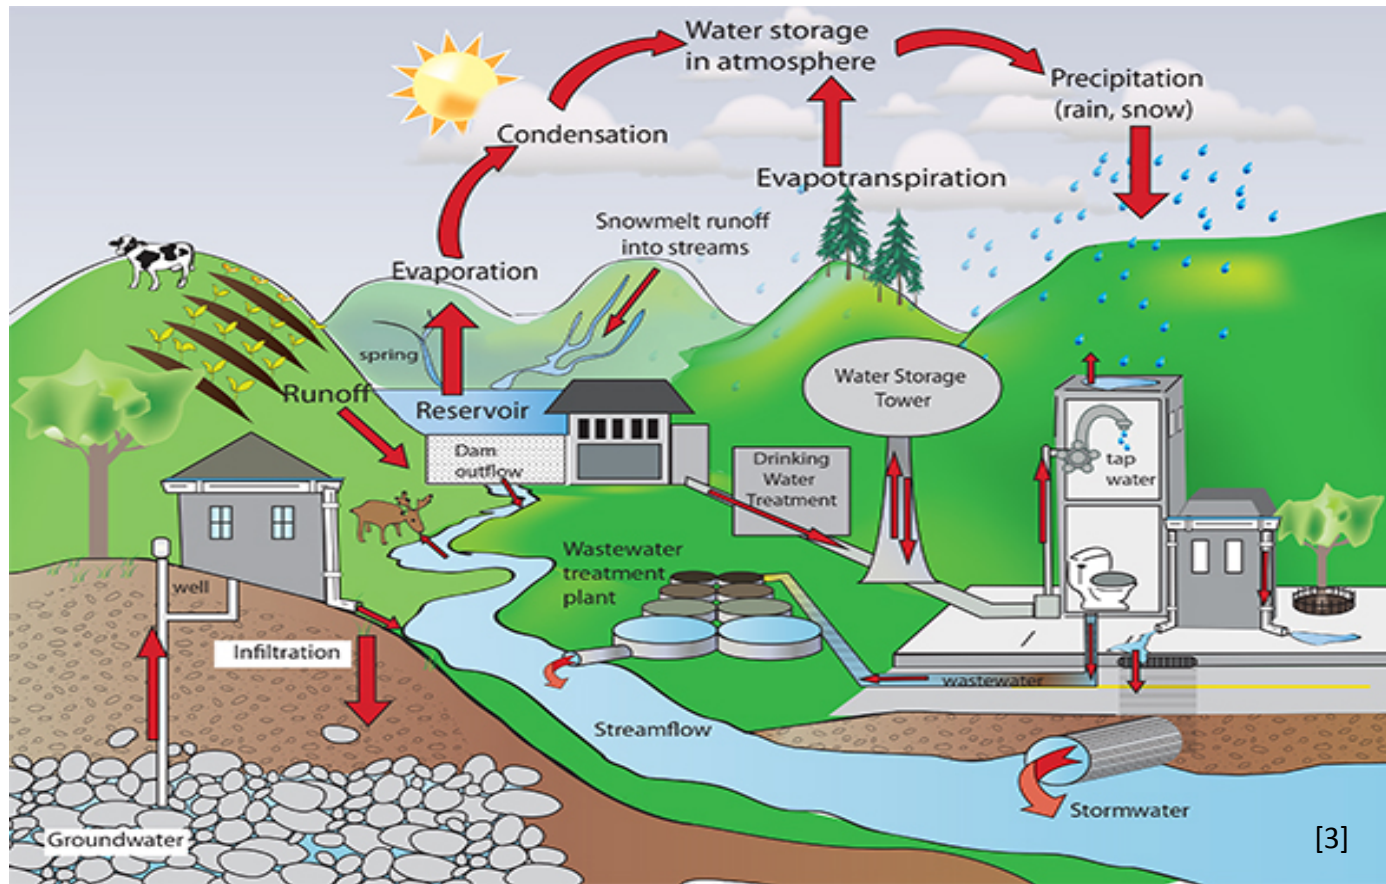 Water storage
in atmosphere
Precipitation
(rain, snow)
Condensation
Evapotranspiration
Snowmelt runoff
into streams
Evaporation
spring
Runoff
Reservoir
Dam
outflow
Water Storage
Tower
Drinking
Water
Treatment
tap
water
Wastewater
treatment
plant
well
Infiltration
wastewater
Streamflow
Stormwater
Groundwater
[3]